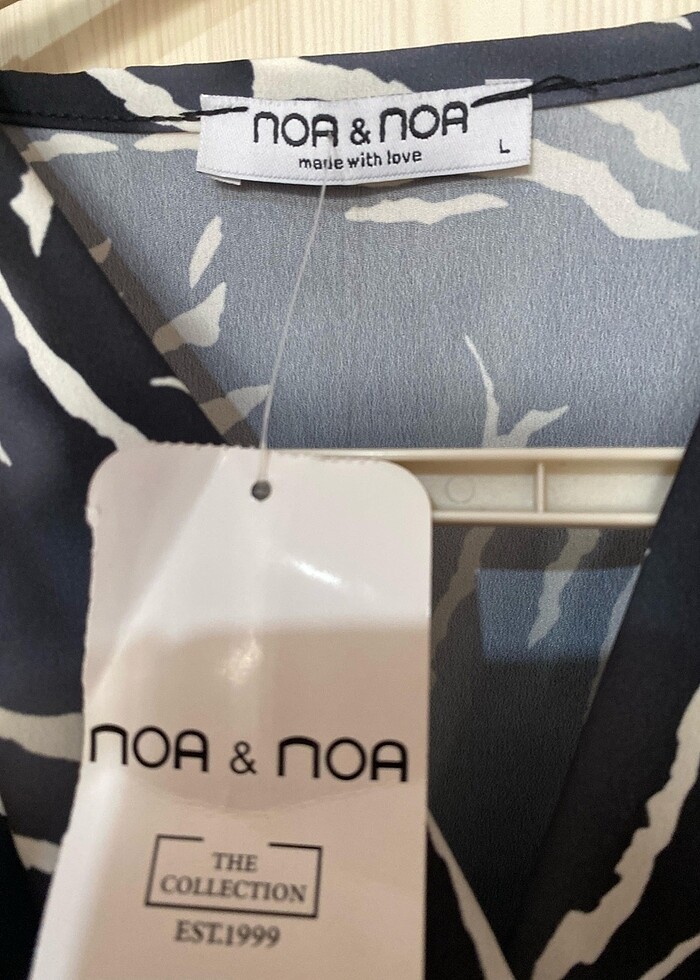 NOA & NOA
made with love
L
NOA & NOA
THE
COLLECTION
EST.1999